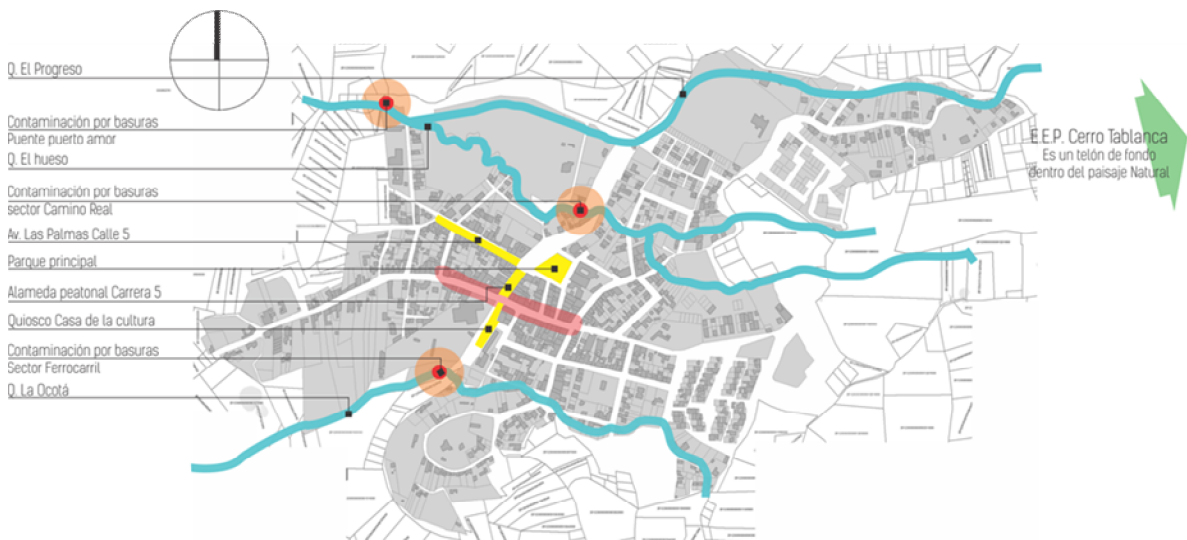 Q. El Progreso
Contaminación por basuras
Puente puerto amor
Q. El hueso
Contaminación por basuras
sector Camino Real
Av. Las Palmas Calle 5
Parque principal
Alameda peatonal Carrera 5
Quiosco Casa de la cultura
Contaminación por basuras
Sector Ferrocarril
Q. La Ocotá
E.E.P. Cerro Tablanca
Es un telón de fondo
dentro del paisaje Natural